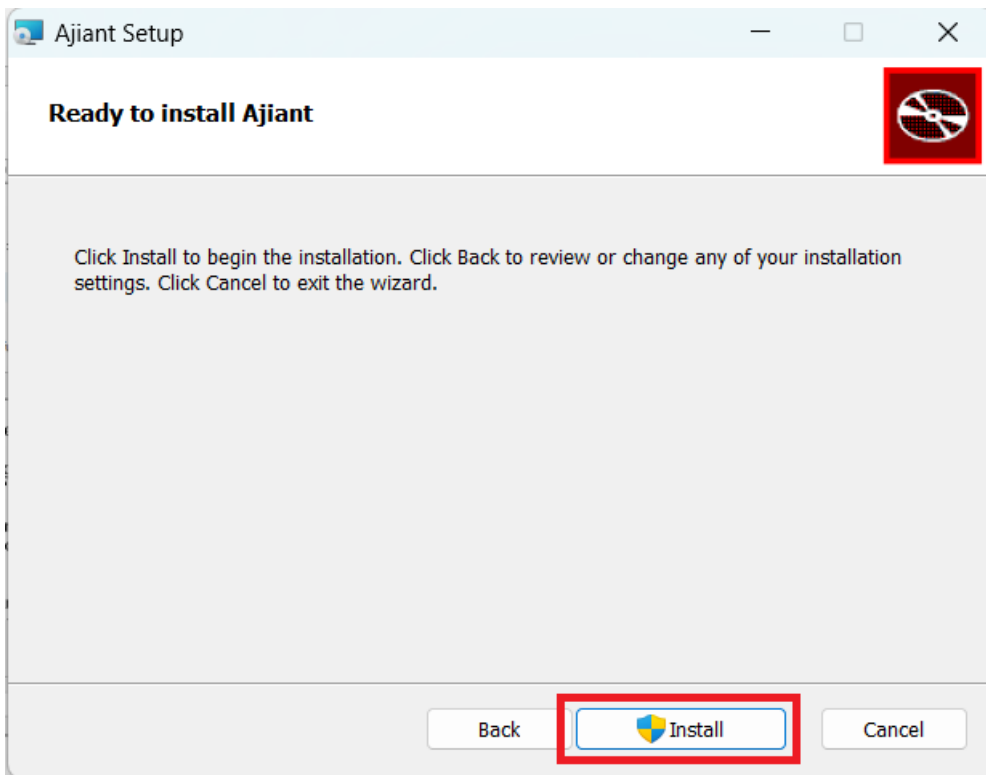 Ajiant Setup
Ready to install Ajiant
Click Install to begin the installation. Click Back to review or change any of your installation
settings. Click Cancel to exit the wizard.
Back Install Cancel